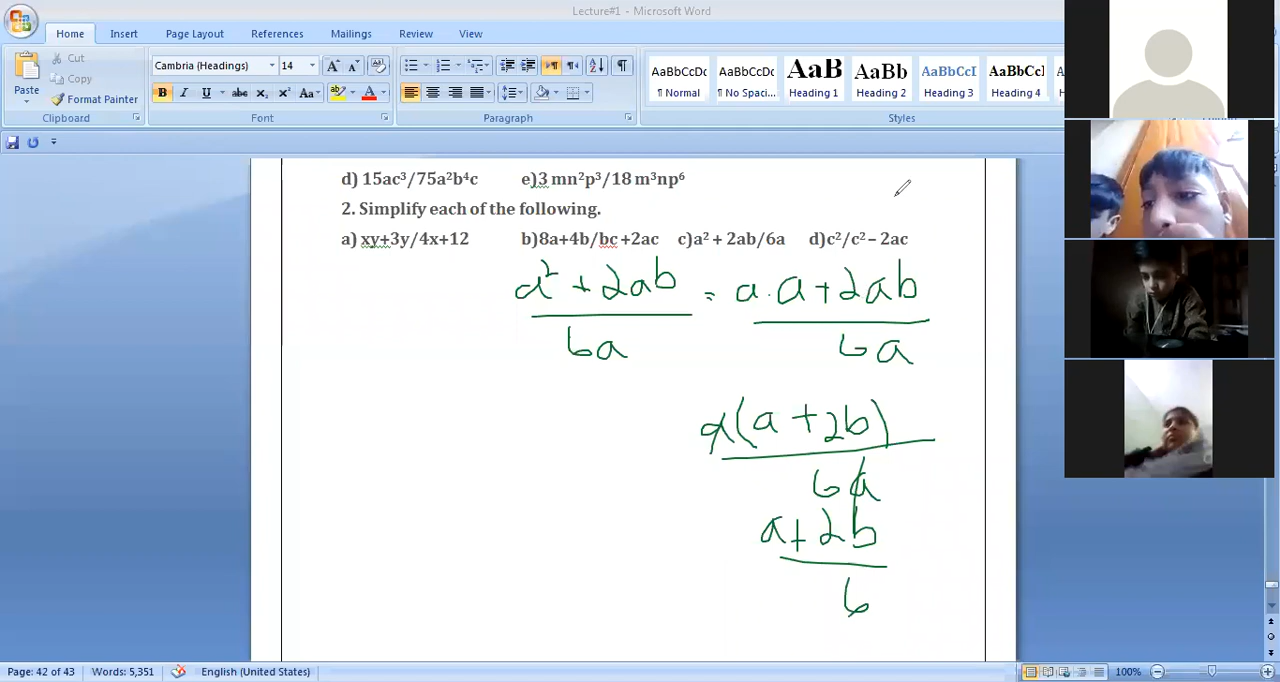 Lecture#1 - Microsoft Word
Home Insert Page Layout References Mailings Review View
Cut
Copy
Format Painter
Paste
Cambria (Headings) 14
B I U abc x₂ x² Aa
AaBbCcDc AaBbCcDc AaB AaBb AaBbCcI AaBbCcI
¶ Normal ¶ No Spaci... Heading 1 Heading 2 Heading 3 Heading 4
Clipboard Font Paragraph Styles
d) 15ac³/75a²b⁴c e)3 mn²p³/18 m³np⁶
2. Simplify each of the following.
a) xy+3y/4x+12 b)8a+4b/bc +2ac c)a² + 2ab/6a d)c²/c² – 2ac
a² + 2ab = a.a + 2ab
6a 6a
a(a + 2b)
6a
a + 2b
6
Page: 42 of 43 Words: 5,351 English (United States) 100%